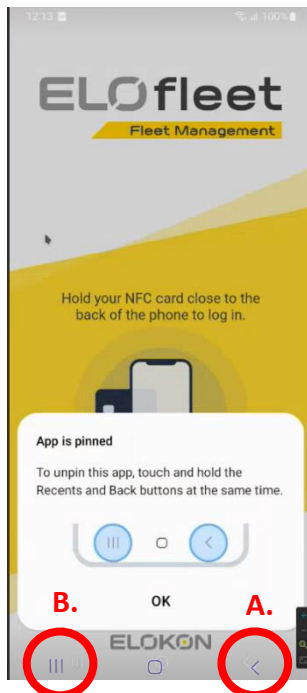 12:13
100%
ELOfleet
Fleet Management
Hold your NFC card close to the
back of the phone to log in.
App is pinned
To unpin this app, touch and hold the
Recents and Back buttons at the same time.
OK
B.
A.
ELOKON